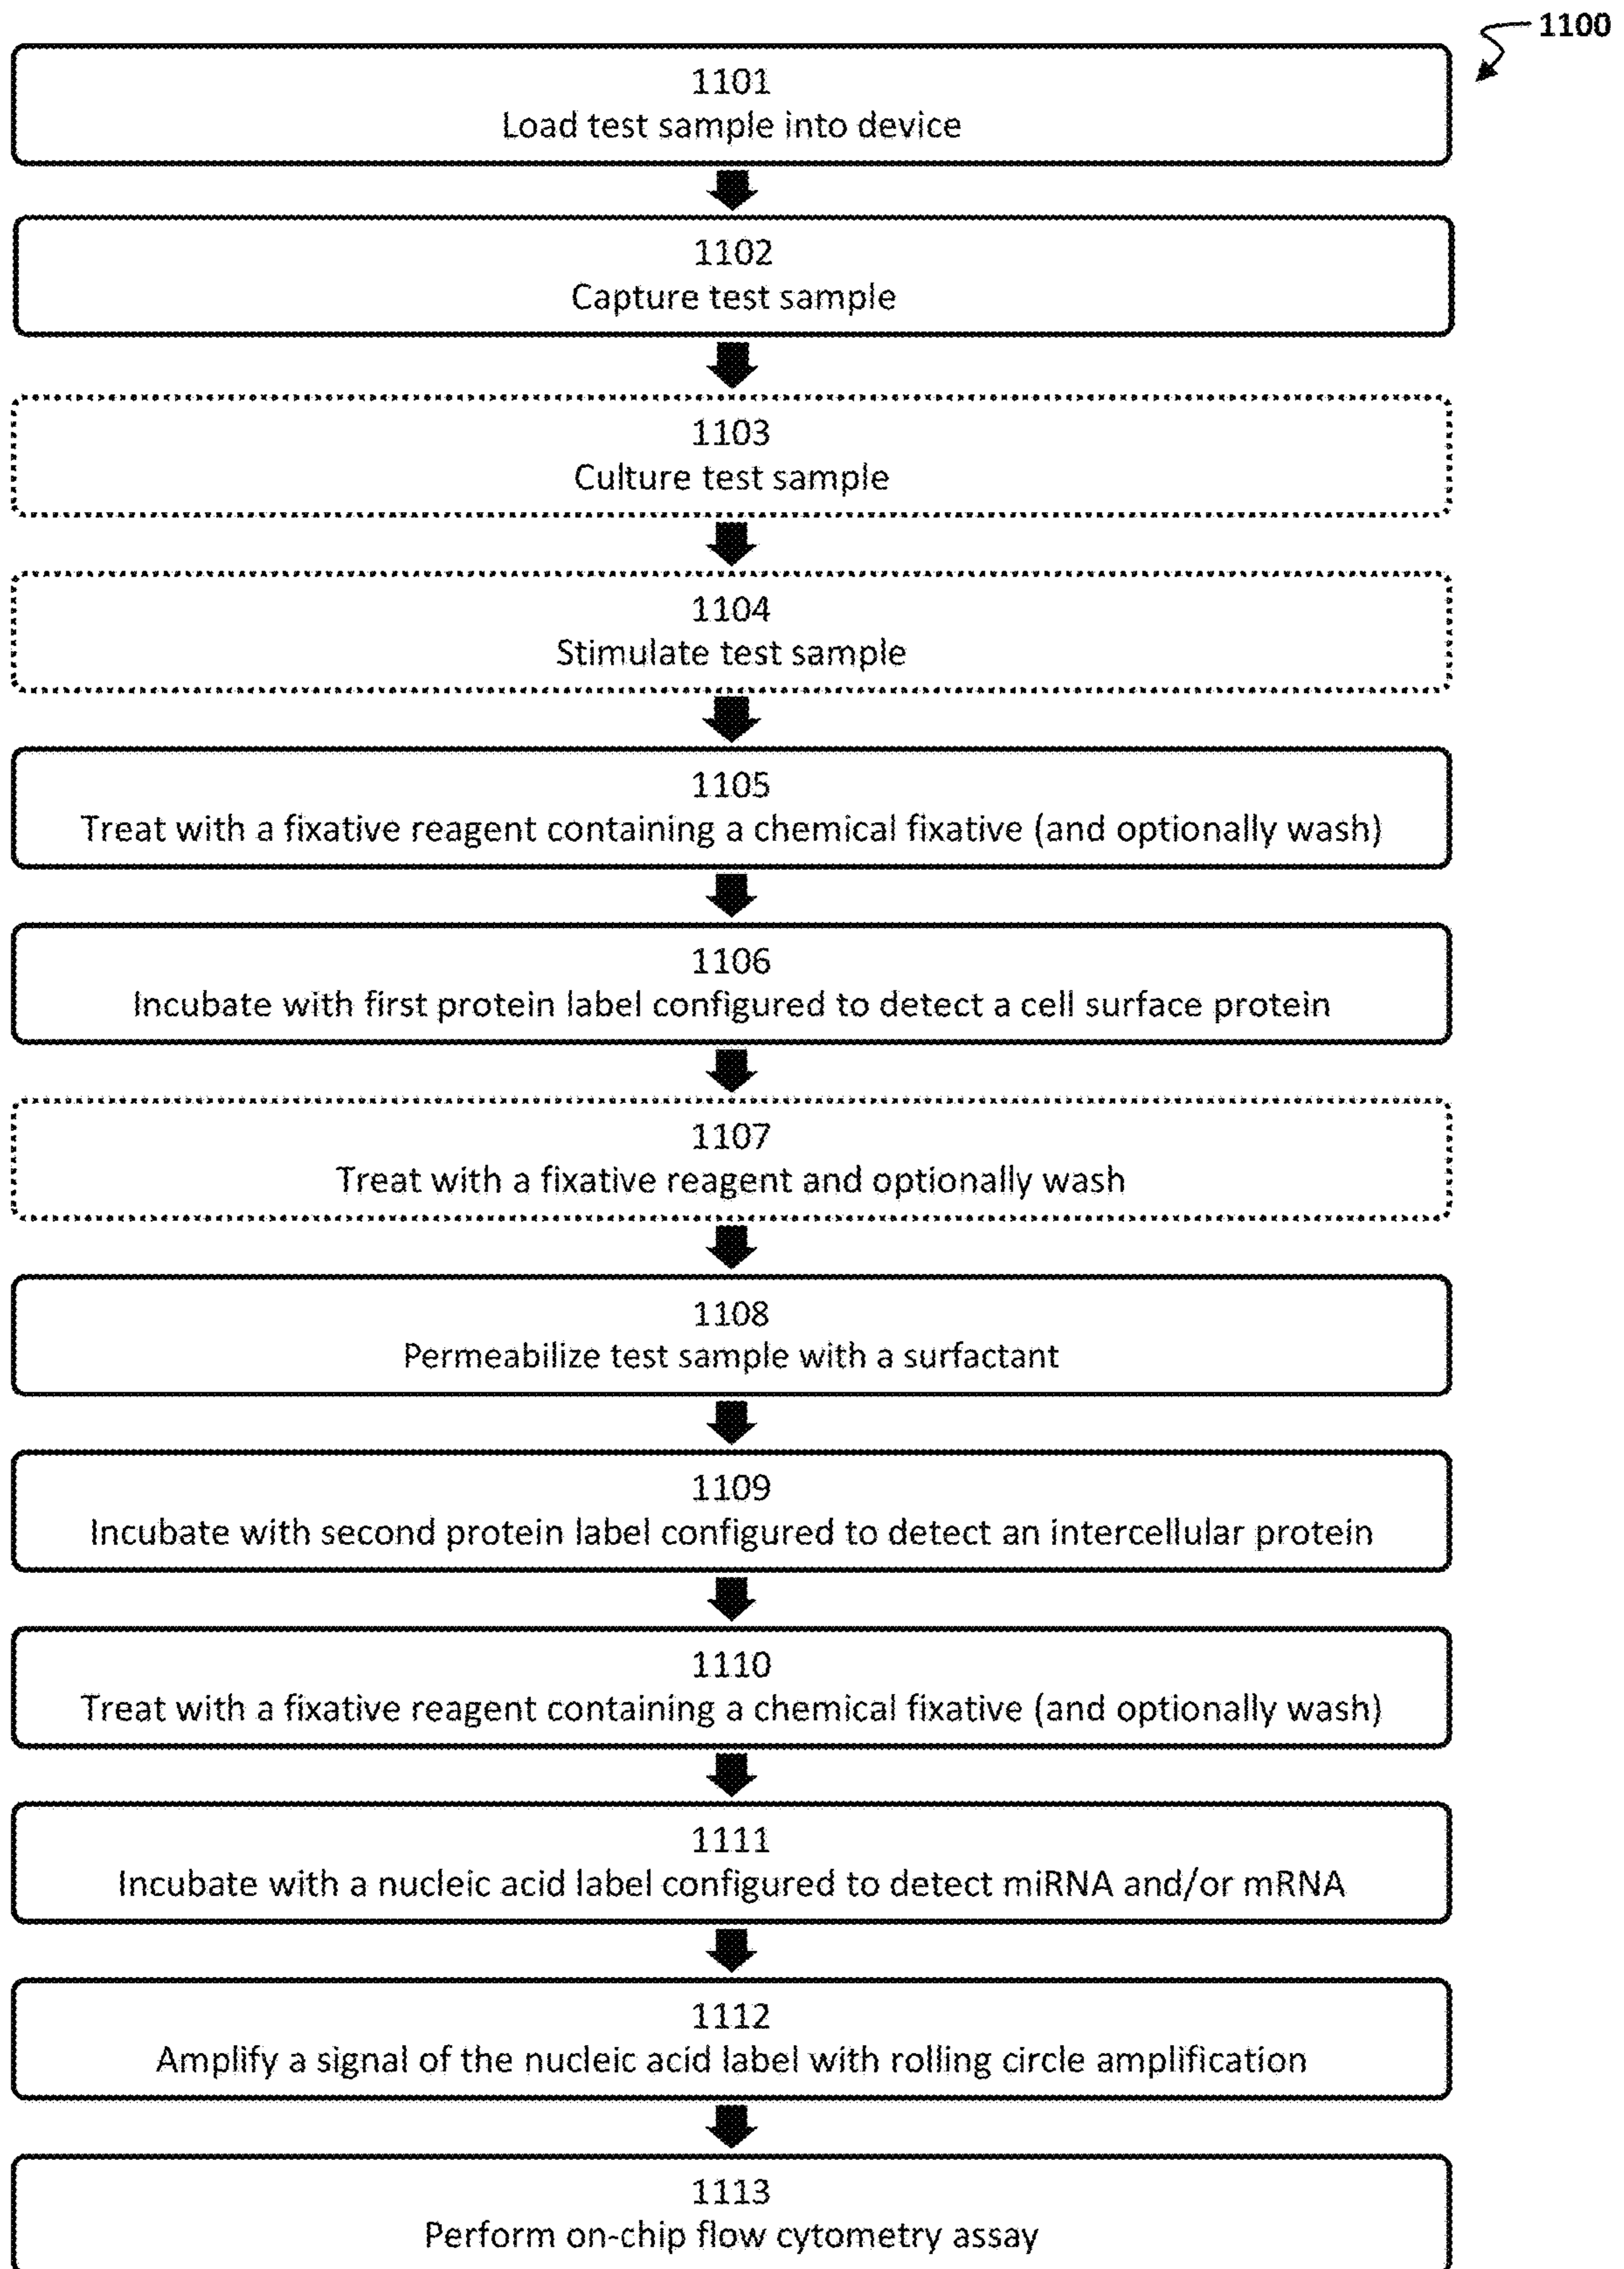 1100
1101
Load test sample into device
1102
Capture test sample
1103
Culture test sample
1104
Stimulate test sample
1105
Treat with a fixative reagent containing a chemical fixative (and optionally wash)
1106
Incubate with first protein label configured to detect a cell surface protein
1107
Treat with a fixative reagent and optionally wash
1108
Permeabilize test sample with a surfactant
1109
Incubate with second protein label configured to detect an intercellular protein
1110
Treat with a fixative reagent containing a chemical fixative (and optionally wash)
1111
Incubate with a nucleic acid label configured to detect miRNA and/or mRNA
1112
Amplify a signal of the nucleic acid label with rolling circle amplification
1113
Perform on-chip flow cytometry assay